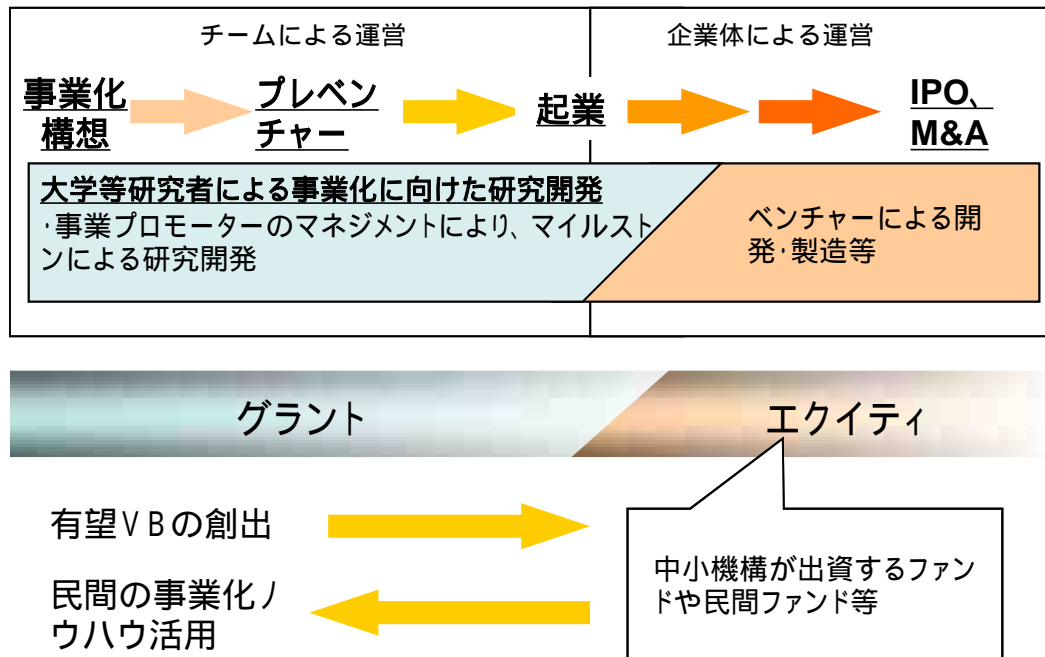 チームによる運営
企業体による運営
事業化
構想
プレベン
チャー
起業
IPO、
M&A
大学等研究者による事業化に向けた研究開発
・事業プロモーターのマネジメントにより、マイルスト
ンによる研究開発
ベンチャーによる開
発・製造等
グラント
エクイティ
有望VBの創出
民間の事業化ノ
ウハウ活用
中小機構が出資するファン
ドや民間ファンド等